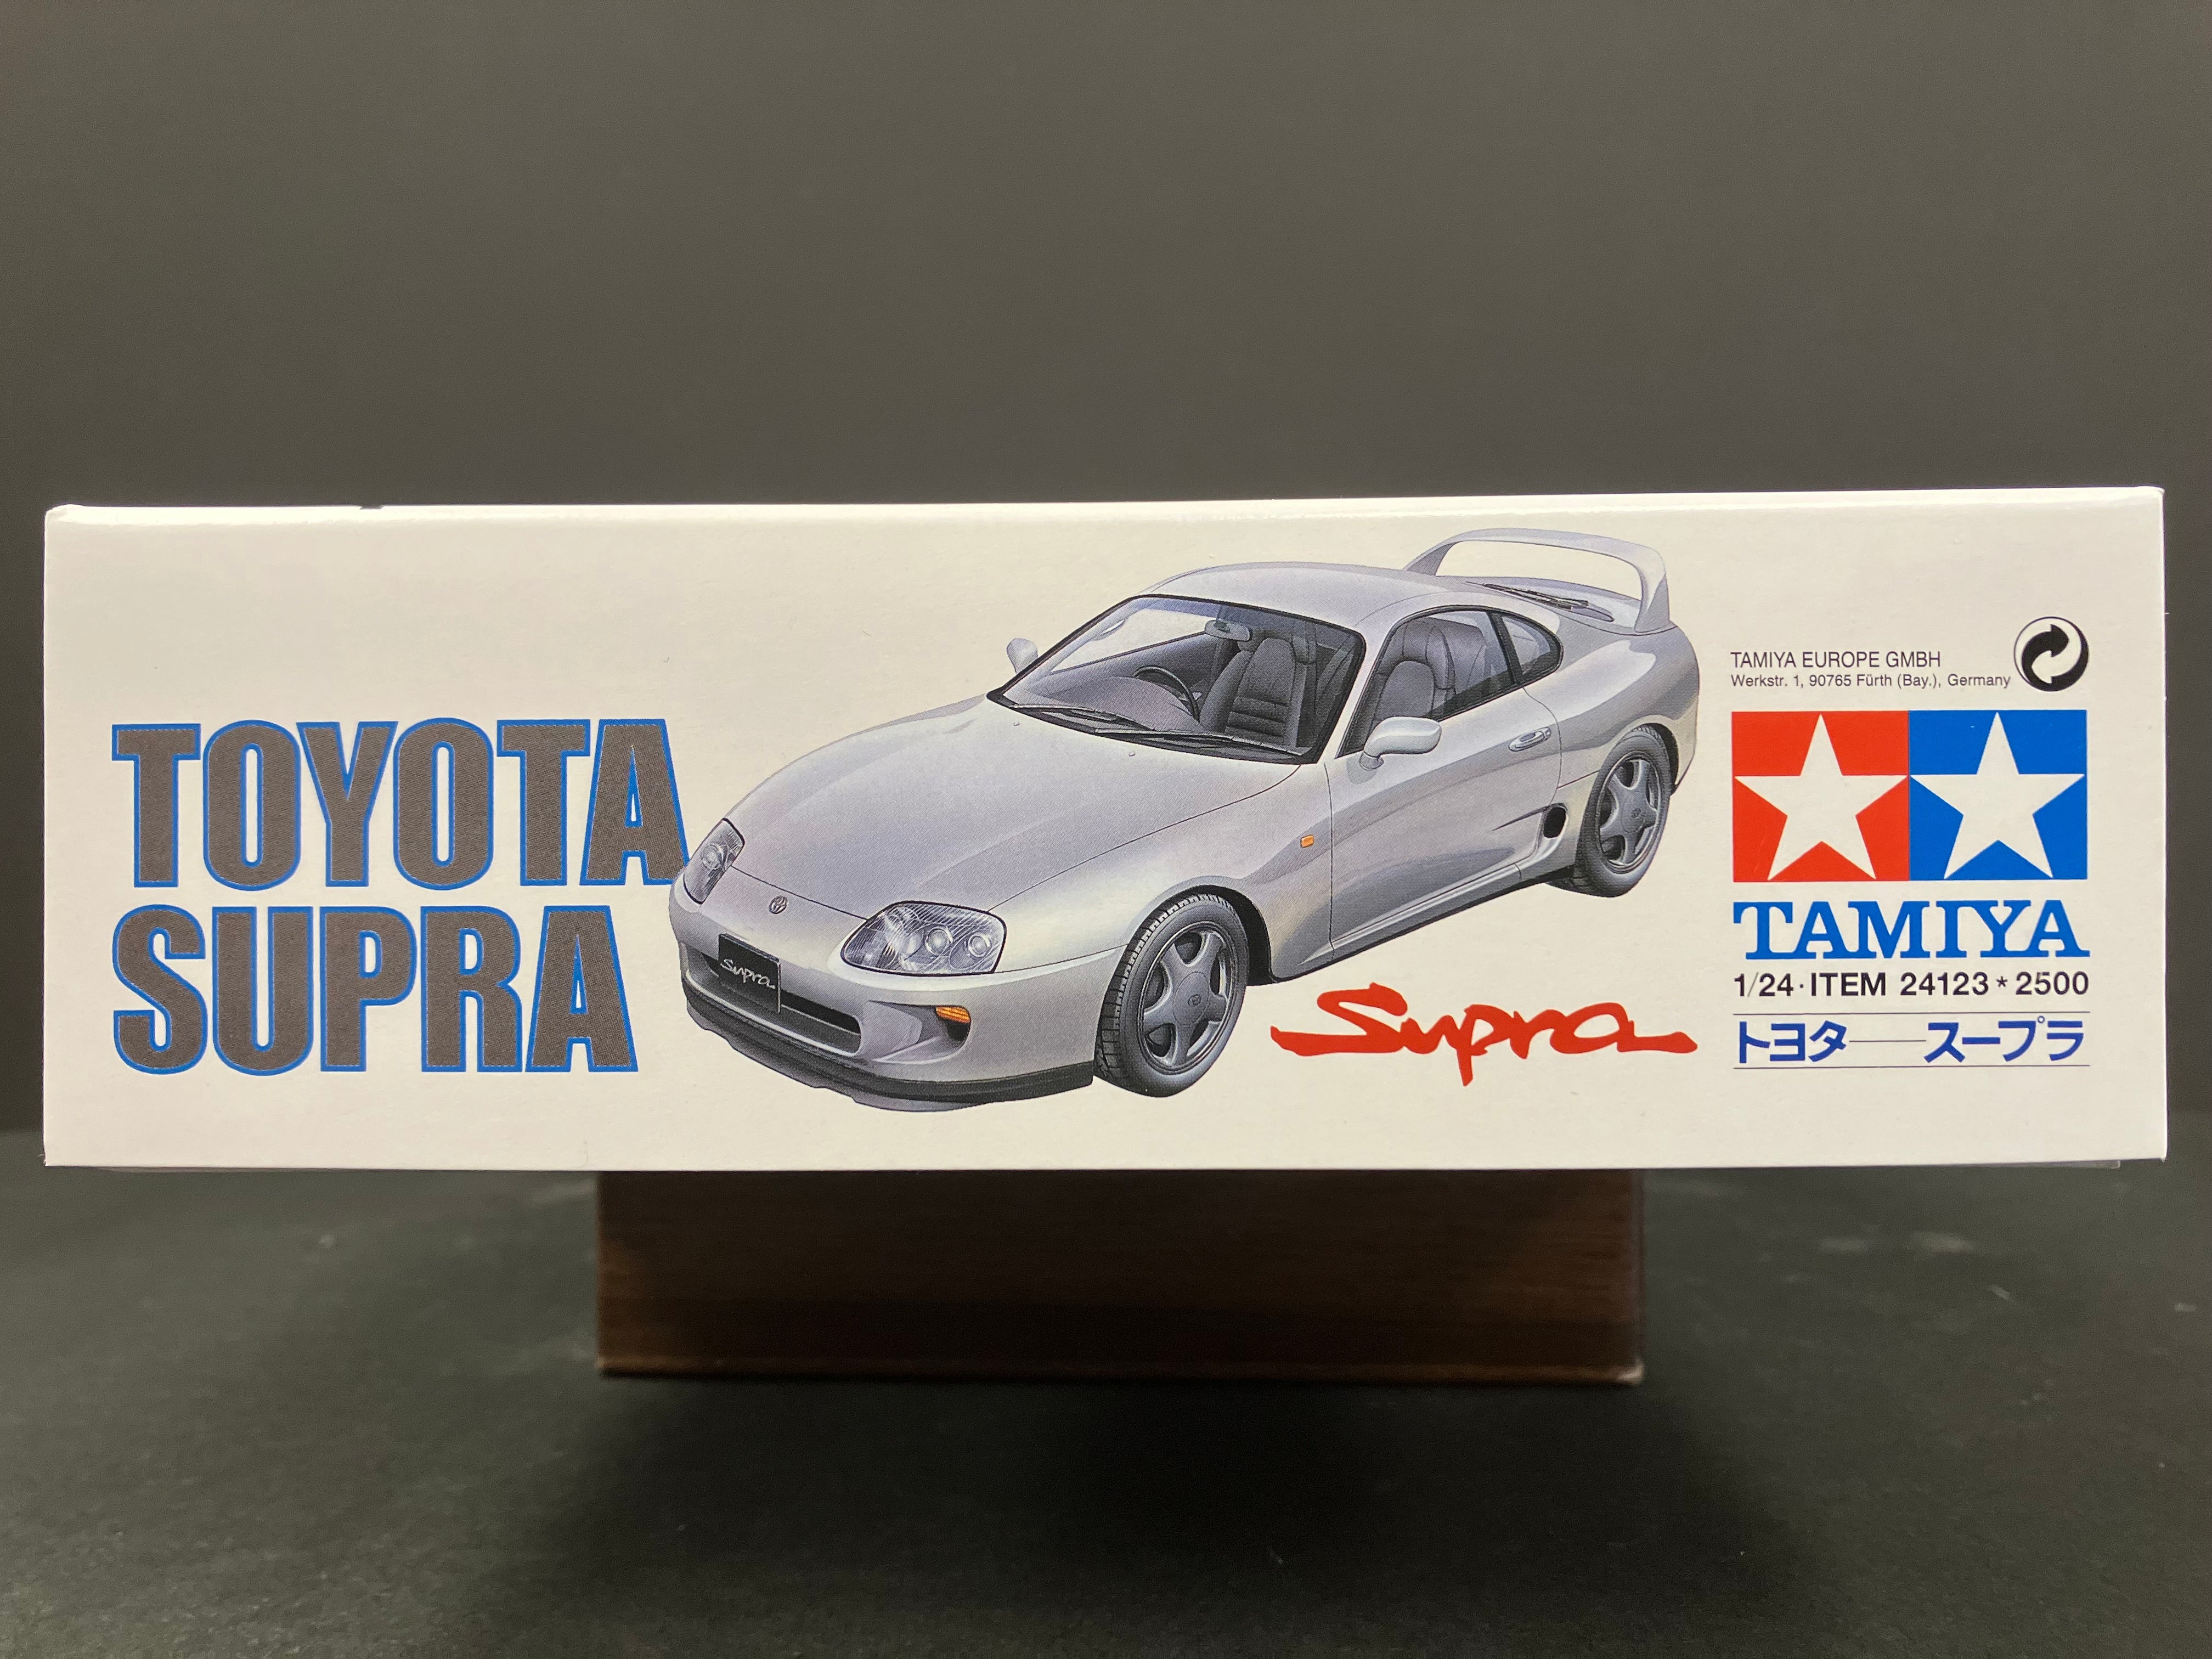 TOYOTA
SUPRA
Supra
Supra
TAMIYA EUROPE GMBH
Werkstr. 1, 90765 Fürth (Bay.), Germany
TAMIYA
1/24·ITEM 24123*2500
トヨタ——スープラ